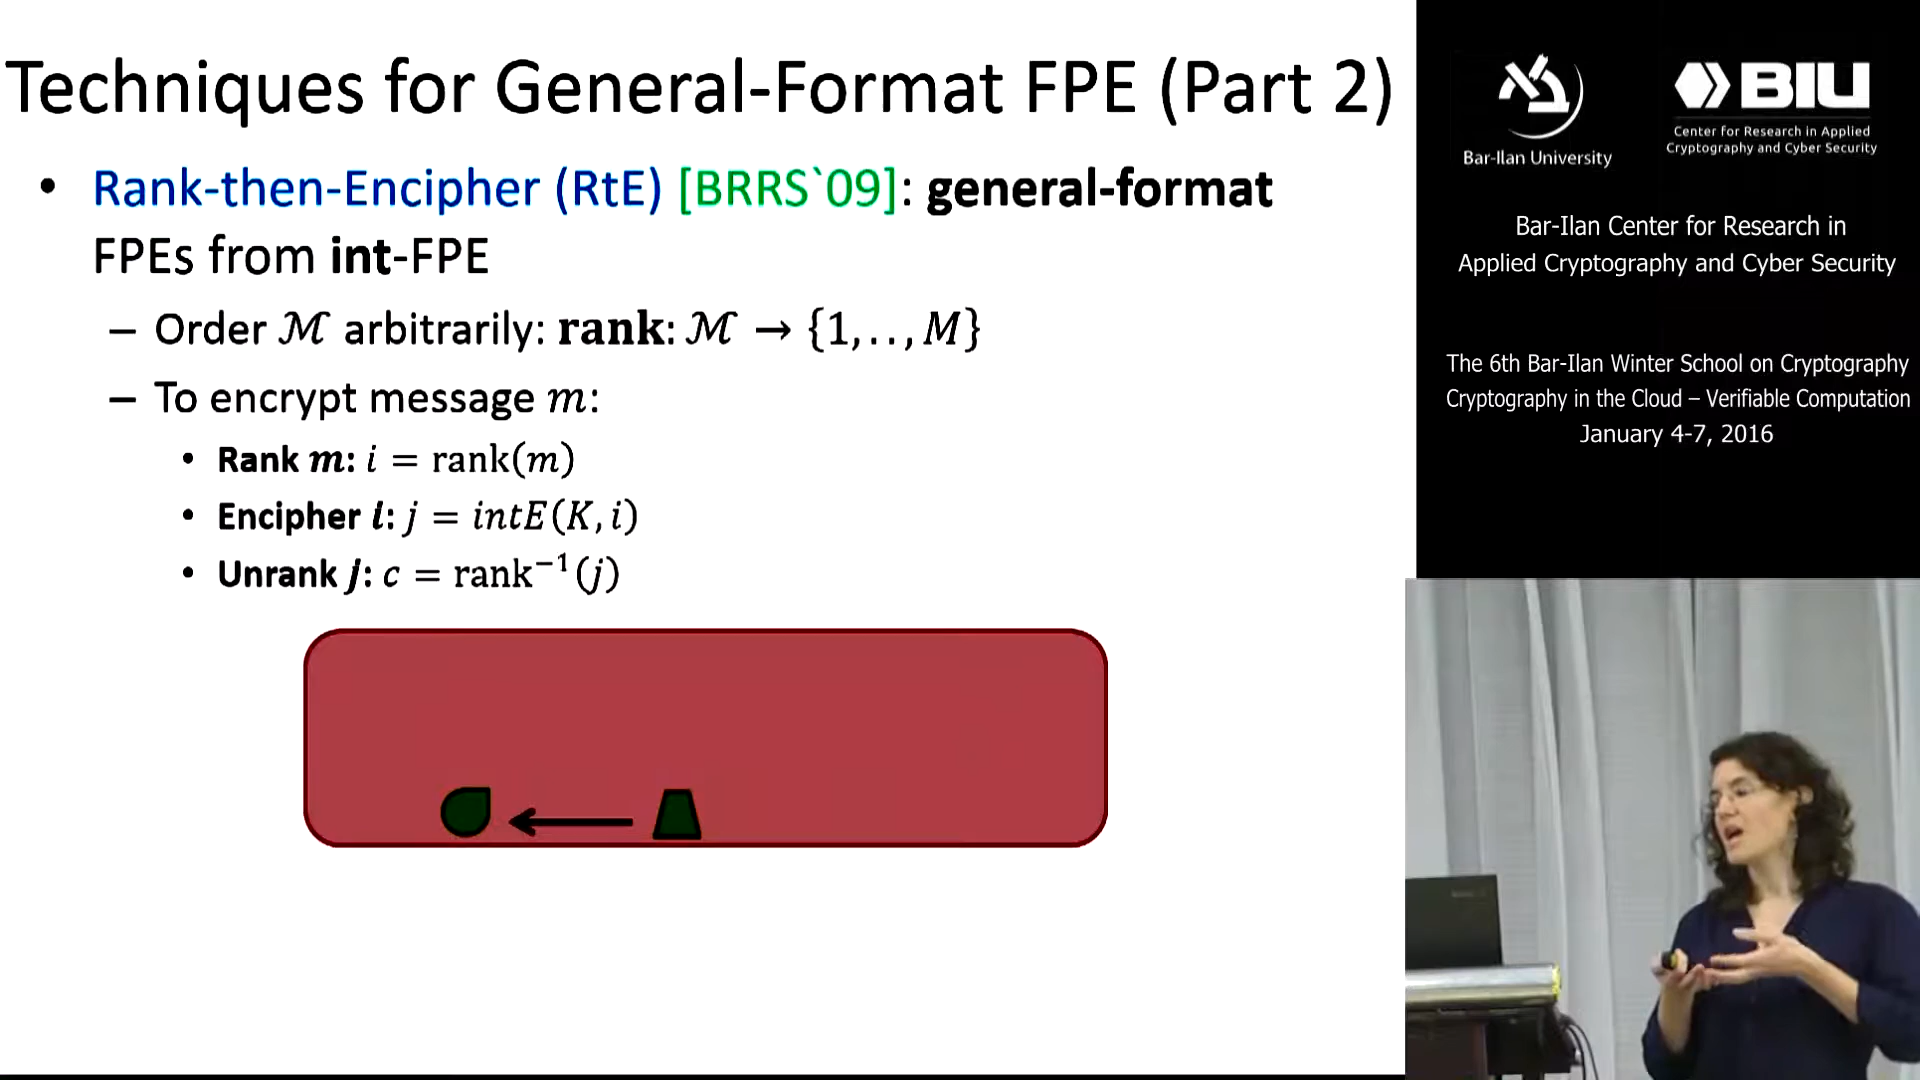 Techniques for General-Format FPE (Part 2)
• Rank-then-Encipher (RtE) [BRRS`09]: general-format
FPEs from int-FPE
– Order ℳ arbitrarily: rank: ℳ → {1,..,M}
– To encrypt message m:
• Rank m: i = rank(m)
• Encipher i: j = intE(K, i)
• Unrank j: c = rank⁻¹(j)
Bar-Ilan University
BIU
Center for Research in Applied
Cryptography and Cyber Security
Bar-Ilan Center for Research in
Applied Cryptography and Cyber Security
The 6th Bar-Ilan Winter School on Cryptography
Cryptography in the Cloud – Verifiable Computation
January 4-7, 2016